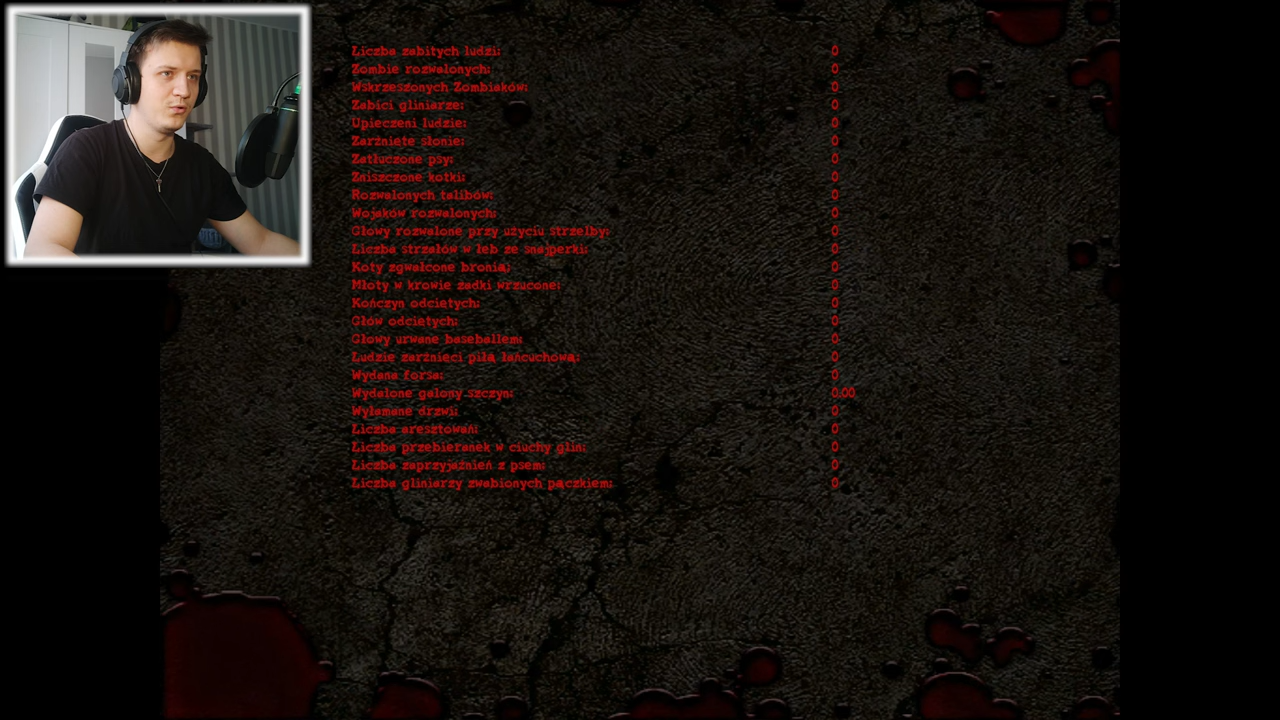 Liczba zabitych ludzi: 0
Zombie rozwalonych: 0
Wskrzeszonych Zombiaków: 0
Zabici gliniarze: 0
Upieczeni ludzie: 0
Zarżniete słonie: 0
Zatłuczone psy: 0
Zniszczone kotki: 0
Rozwalonych talibów: 0
Wojaków rozwalonych: 0
Głowy rozwalone przy użyciu strzelby: 0
Liczba strzałów w łeb ze snajperki: 0
Koty zgwałcone bronią: 0
Młoty w krowie zadki wrzucone: 0
Kończyn odcietych: 0
Głów odcietych: 0
Głowy urwane baseballem: 0
Ludzie zarżnieci piłą łańcuchową: 0
Wydana forsa: 0
Wydalone galony szczyn: 0.00
Wyłamane drzwi: 0
Liczba aresztowań: 0
Liczba przebieranek w ciuchy glin: 0
Liczba zaprzyjaźnień z psem: 0
Liczba gliniarzy zwabionych pączkiem: 0